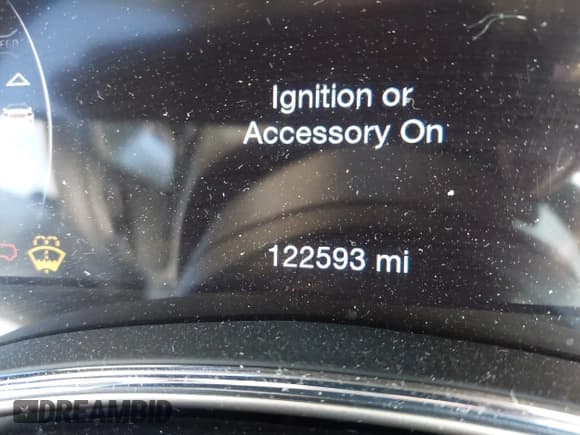 Ignition or
Accessory On
122593 mi
DREAMBID